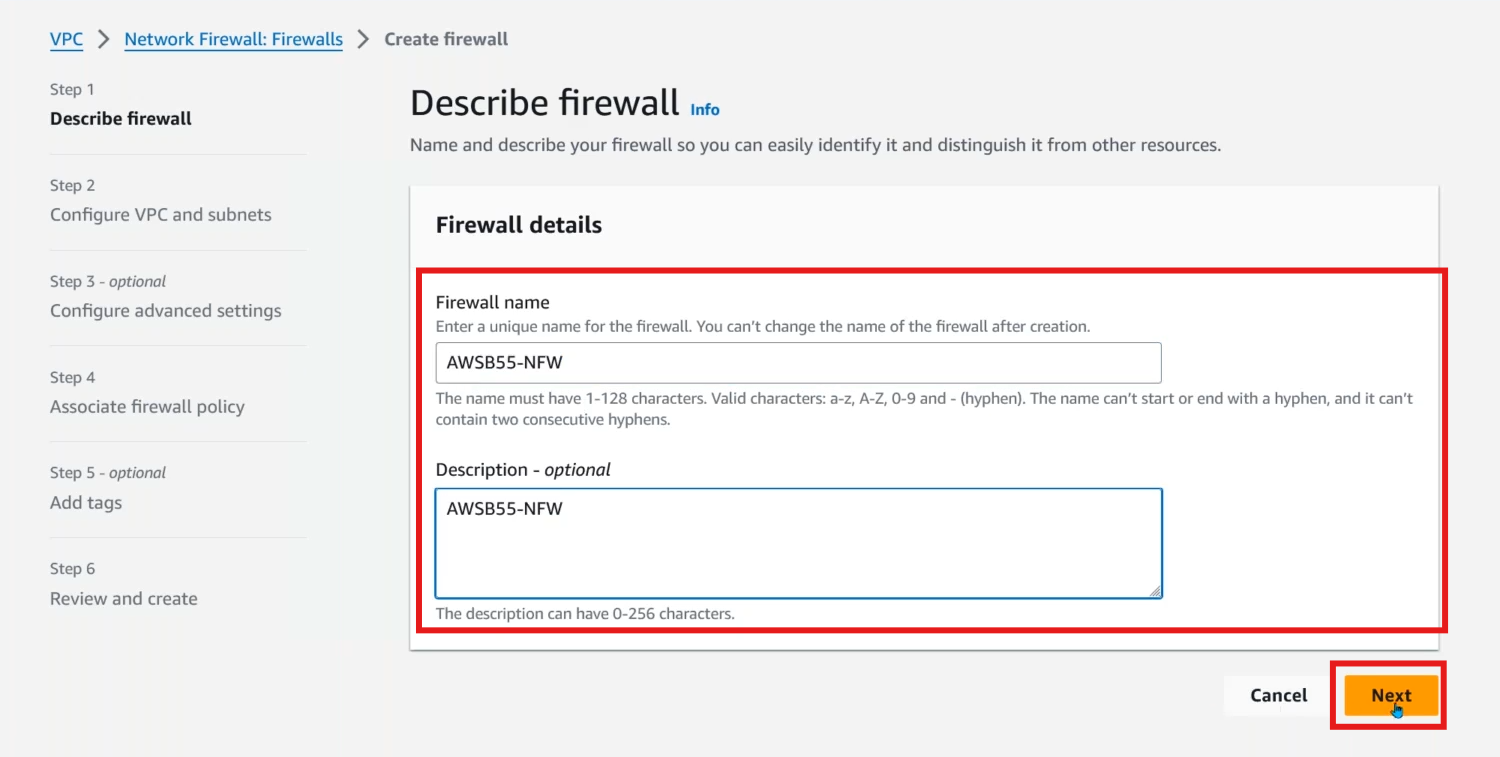 VPC > Network Firewall: Firewalls > Create firewall
Step 1
Describe firewall
Step 2
Configure VPC and subnets
Step 3 - optional
Configure advanced settings
Step 4
Associate firewall policy
Step 5 - optional
Add tags
Step 6
Review and create
Describe firewall Info
Name and describe your firewall so you can easily identify it and distinguish it from other resources.
Firewall details
Firewall name
Enter a unique name for the firewall. You can’t change the name of the firewall after creation.
AWSB55-NFW
The name must have 1-128 characters. Valid characters: a-z, A-Z, 0-9 and - (hyphen). The name can’t start or end with a hyphen, and it can’t
contain two consecutive hyphens.
Description - optional
AWSB55-NFW
The description can have 0-256 characters.
Cancel
Next